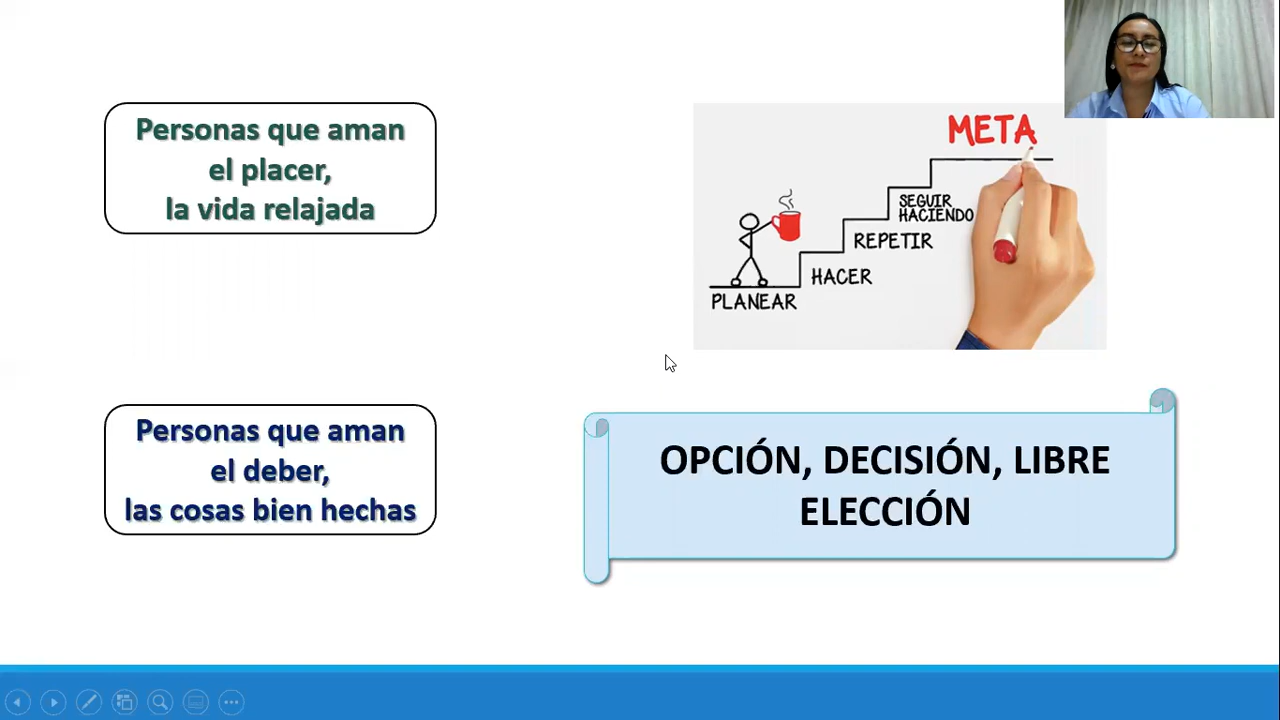 Personas que aman
el placer,
la vida relajada
META
SEGUIR
HACIENDO
REPETIR
HACER
PLANEAR
Personas que aman
el deber,
las cosas bien hechas
OPCIÓN, DECISIÓN, LIBRE
ELECCIÓN